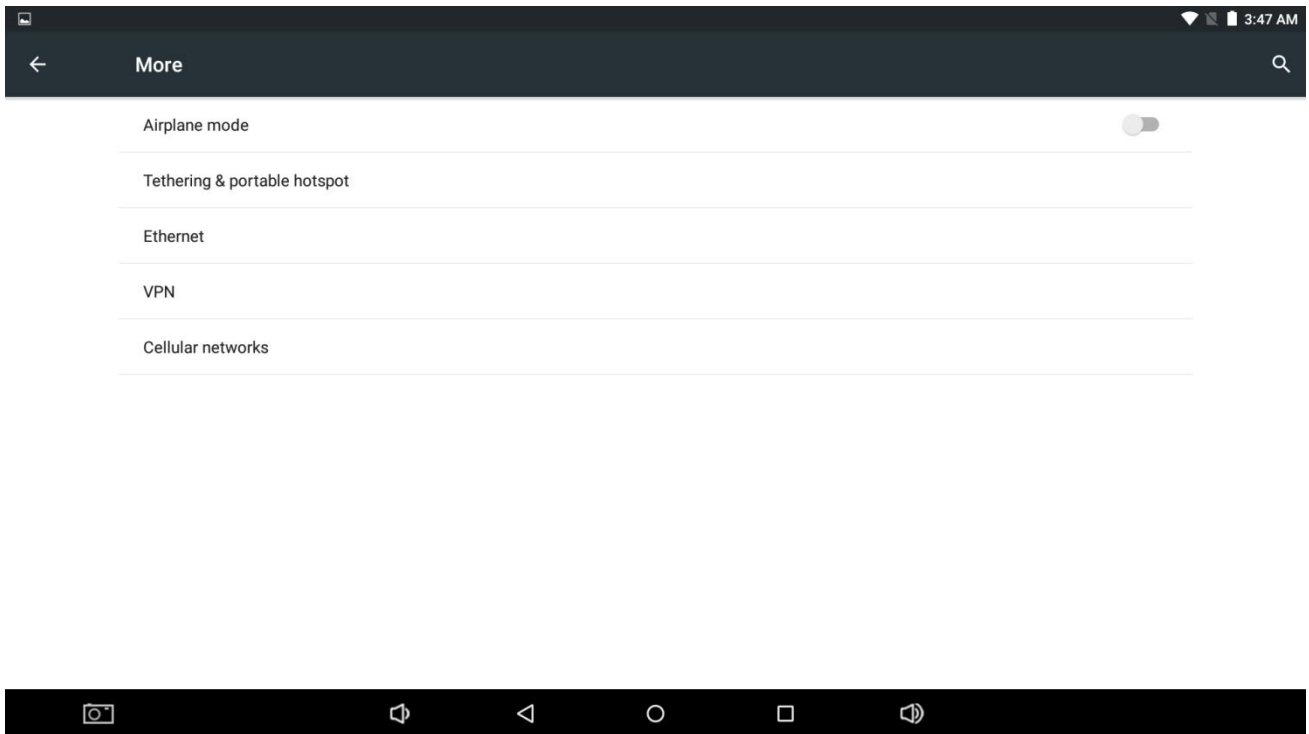 3:47 AM
More
Airplane mode
Tethering & portable hotspot
Ethernet
VPN
Cellular networks